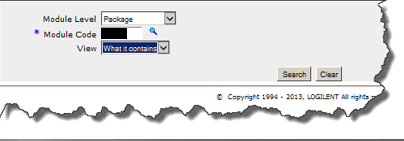 Module Level Package
* Module Code
View What it contains
Search Clear
© Copyright 1994 - 2013, LOGILENT All rights